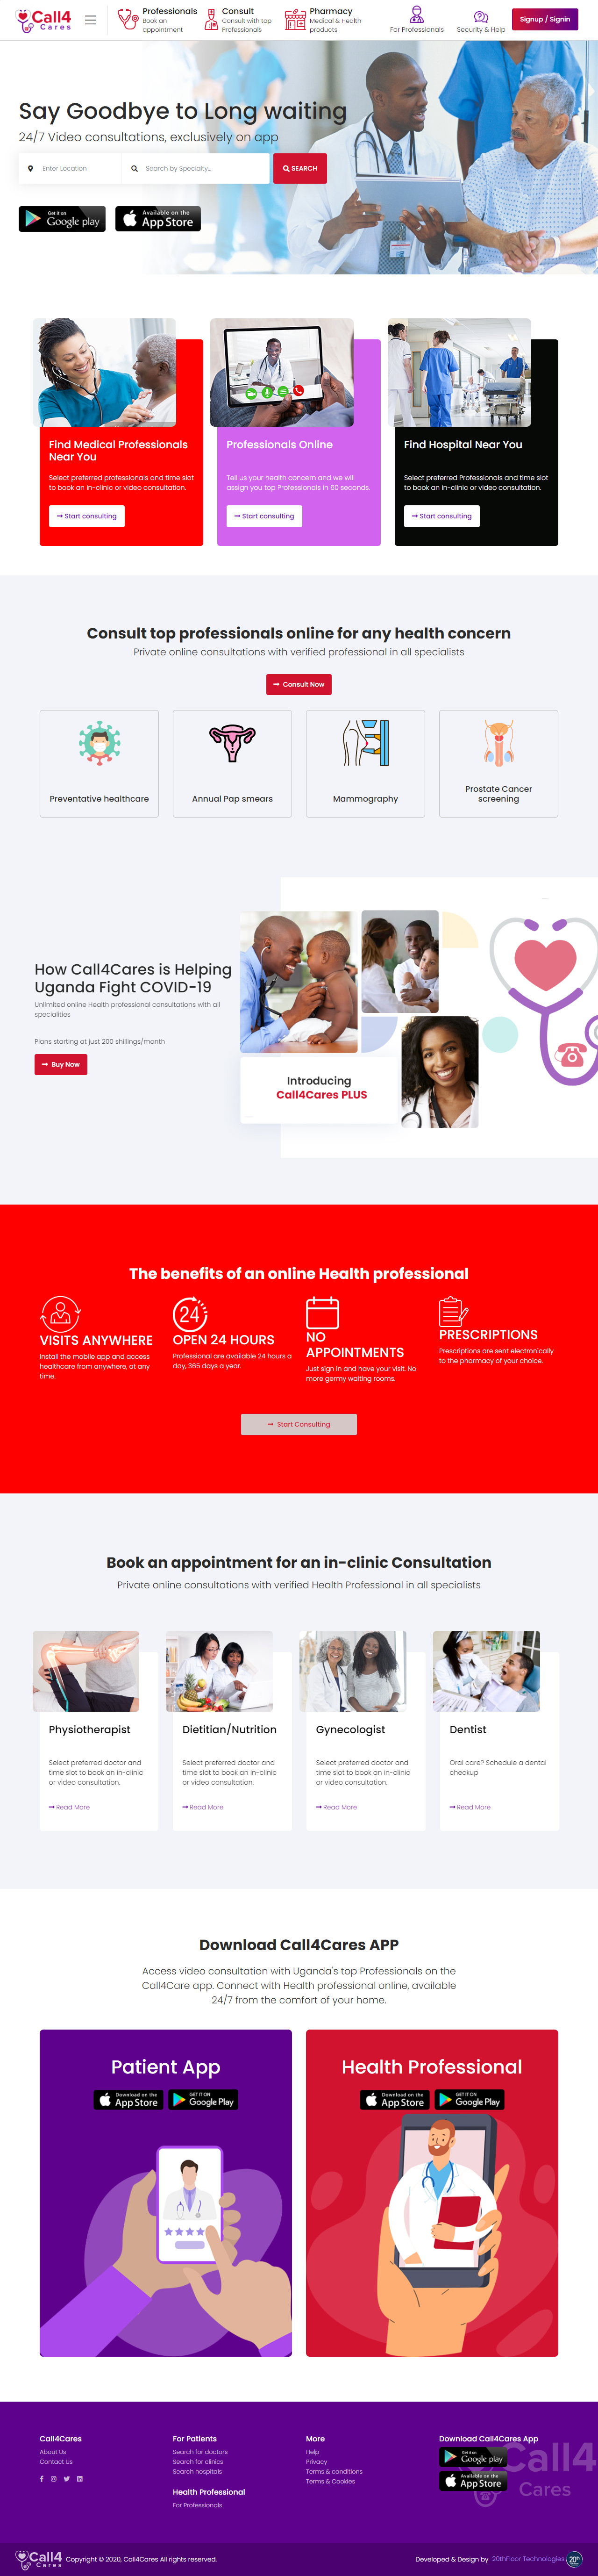 Call4
Cares
Professionals
Book an
appointment
Consult
Consult with top
Professionals
Pharmacy
Medical & Health
products
For Professionals
Security & Help
Signup / Signin
Say Goodbye to Long waiting
24/7 Video consultations, exclusively on app
Enter Location
Search by Specialty...
SEARCH
Get it on
Google play
Available on the
App Store
Find Medical Professionals
Near You
Select preferred professionals and time slot
to book an in-clinic or video consultation.
Start consulting
Professionals Online
Tell us your health concern and we will
assign you top Professionals in 60 seconds.
Start consulting
Find Hospital Near You
Select preferred Professionals and time slot
to book an in-clinic or video consultation.
Start consulting
Consult top professionals online for any health concern
Private online consultations with verified professional in all specialists
Consult Now
Preventative healthcare
Annual Pap smears
Mammography
Prostate Cancer
screening
How Call4Cares is Helping
Uganda Fight COVID-19
Unlimited online Health professional consultations with all
specialities
Plans starting at just 200 shillings/month
Buy Now
Introducing
Call4Cares PLUS
The benefits of an online Health professional
VISITS ANYWHERE
Install the mobile app and access
healthcare from anywhere, at any
time.
24
OPEN 24 HOURS
Professional are available 24 hours a
day, 365 days a year.
NO
APPOINTMENTS
Just sign in and have your visit. No
more germy waiting rooms.
PRESCRIPTIONS
Prescriptions are sent electronically
to the pharmacy of your choice.
Start Consulting
Book an appointment for an in-clinic Consultation
Private online consultations with verified Health Professional in all specialists
Physiotherapist
Select preferred doctor and
time slot to book an in-clinic
or video consultation.
Read More
Dietitian/Nutrition
Select preferred doctor and
time slot to book an in-clinic
or video consultation.
Read More
Gynecologist
Select preferred doctor and
time slot to book an in-clinic
or video consultation.
Read More
Dentist
Oral care? Schedule a dental
checkup
Read More
Download Call4Cares APP
Access video consultation with Uganda's top Professionals on the
Call4Care app. Connect with Health professional online, available
24/7 from the comfort of your home.
Patient App
Download on the
App Store
GET IT ON
Google Play
Health Professional
Download on the
App Store
GET IT ON
Google Play
Call4Cares
About Us
Contact Us
For Patients
Search for doctors
Search for clinics
Search hospitals
Health Professional
For Professionals
More
Help
Privacy
Terms & conditions
Terms & Cookies
Download Call4Cares App
Get it on
Google play
Available on the
App Store
Call4
Cares
Call4
Cares
Copyright © 2020, Call4Cares All rights reserved.
Developed & Design by 20thFloor Technologies
20th